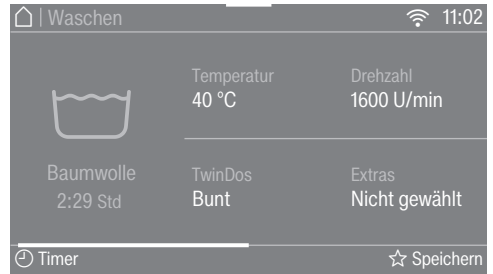 | Waschen 11:02
Temperatur Drehzahl
40 °C 1600 U/min
Baumwolle TwinDos Extras
2:29 Std Bunt Nicht gewählt
Timer Speichern